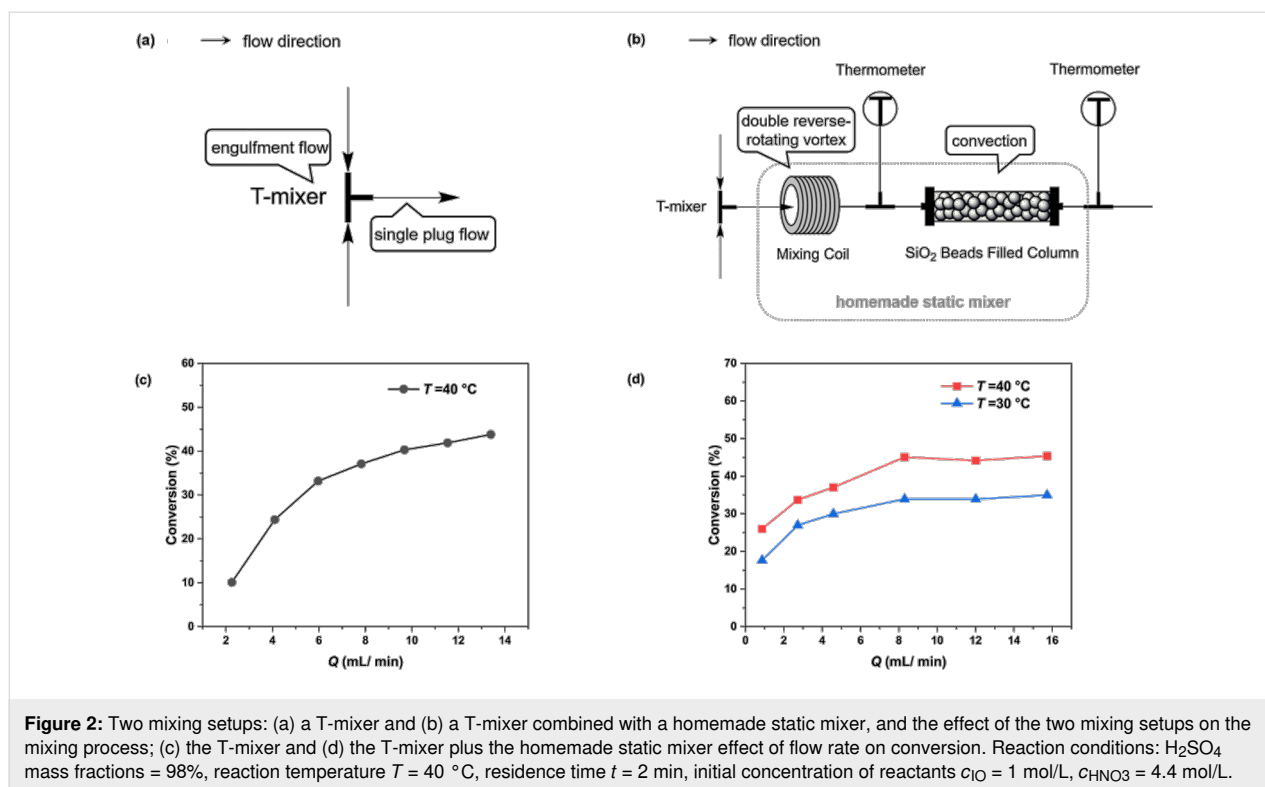 (a) → flow direction
engulfment flow
T-mixer
single plug flow
(b) → flow direction
Thermometer
Thermometer
double reverse-
rotating vortex
convection
T
T
T-mixer
Mixing Coil
SiO₂ Beads Filled Column
homemade static mixer
(c)
60
50
40
30
20
10
0
Conversion (%)
T =40 °C
2 4 6 8 10 12 14
Q (mL/ min)
(d)
70
60
50
40
30
20
10
0
Conversion (%)
T =40 °C
T =30 °C
0 2 4 6 8 10 12 14 16
Q (mL/ min)
Figure 2: Two mixing setups: (a) a T-mixer and (b) a T-mixer combined with a homemade static mixer, and the effect of the two mixing setups on the
mixing process; (c) the T-mixer and (d) the T-mixer plus the homemade static mixer effect of flow rate on conversion. Reaction conditions: H₂SO₄
mass fractions = 98%, reaction temperature T = 40 °C, residence time t = 2 min, initial concentration of reactants cIO = 1 mol/L, cHNO3 = 4.4 mol/L.